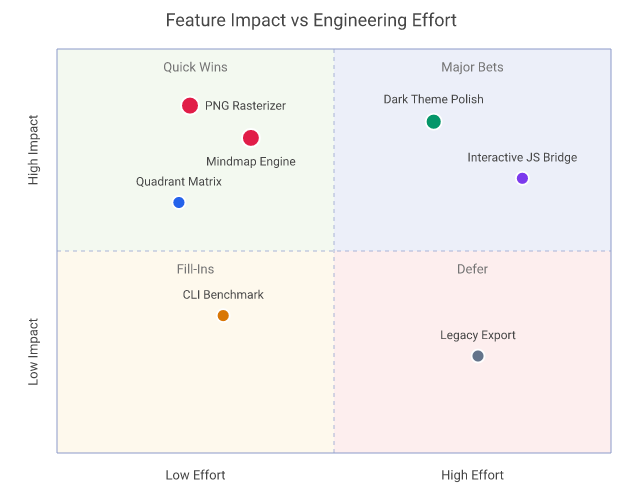 Feature Impact vs Engineering Effort
Quick Wins
Major Bets
Dark Theme Polish
PNG Rasterizer
High Impact
Mindmap Engine
Interactive JS Bridge
Quadrant Matrix
Fill-Ins
Defer
CLI Benchmark
Low Impact
Legacy Export
Low Effort
High Effort